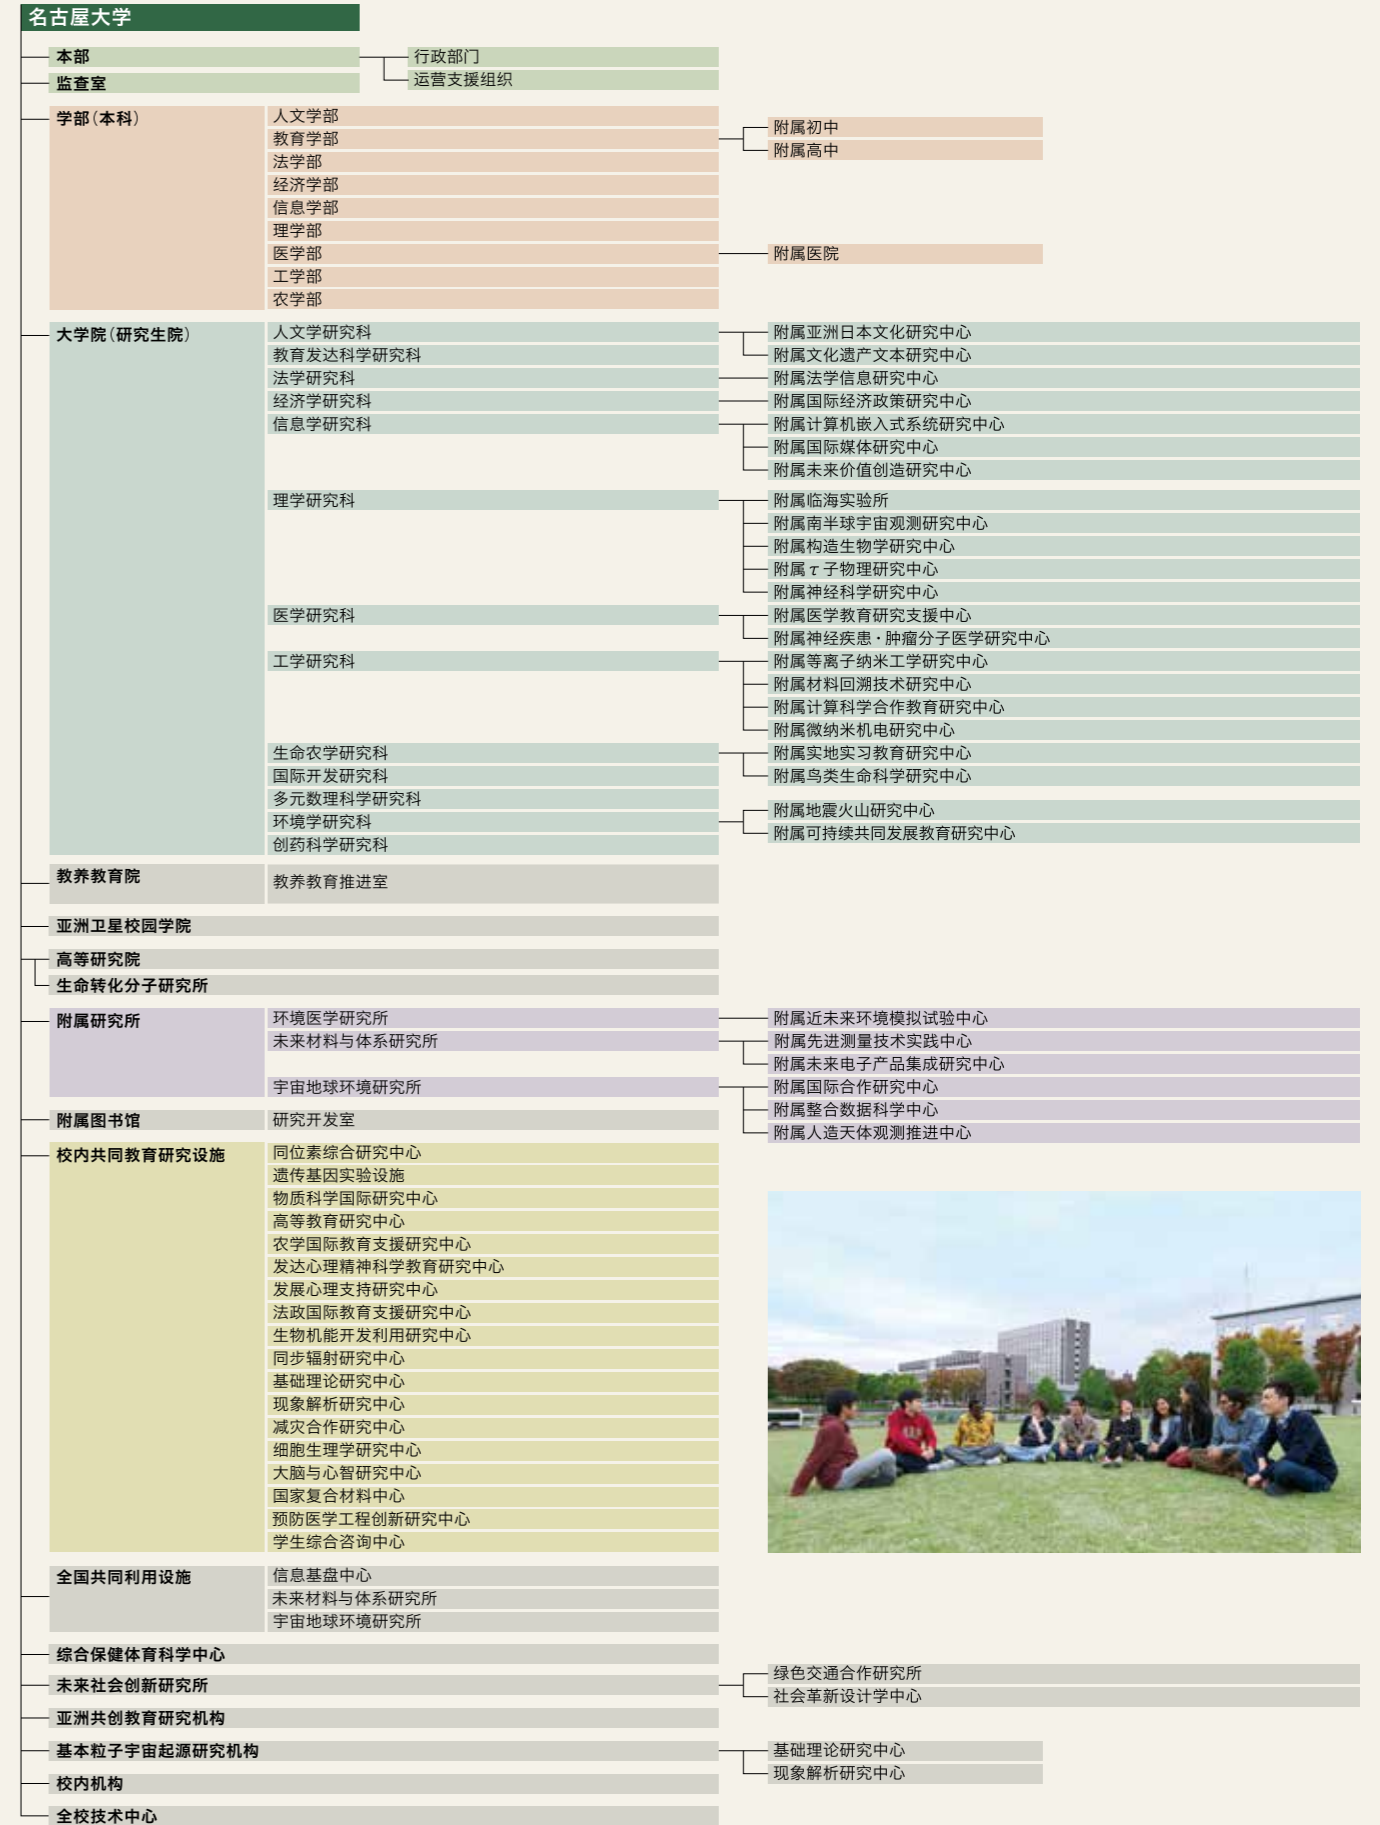 名古屋大学
本部
行政部门
运营支援组织
监查室
学部（本科）
人文学部
教育学部
附属初中
附属高中
法学部
经济学部
信息学部
理学部
医学部
附属医院
工学部
农学部
大学院（研究生院）
人文学研究科
附属亚洲日本文化研究中心
附属文化遗产文本研究中心
教育发达科学研究科
法学研究科
附属法学信息研究中心
经济学研究科
附属国际经济政策研究中心
信息学研究科
附属计算机嵌入式系统研究中心
附属国际媒体研究中心
附属未来价值创造研究中心
理学研究科
附属临海实验所
附属南半球宇宙观测研究中心
附属构造生物学研究中心
附属τ子物理研究中心
附属神经科学研究中心
医学研究科
附属医学教育研究支援中心
附属神经疾患·肿瘤分子医学研究中心
工学研究科
附属等离子纳米工学研究中心
附属材料回溯技术研究中心
附属计算科学合作教育研究中心
附属微纳米机电研究中心
生命农学研究科
附属实地实习教育研究中心
附属鸟类生命科学研究中心
国际开发研究科
多元数理科学研究科
环境学研究科
附属地震火山研究中心
附属可持续共同发展教育研究中心
创药科学研究科
教养教育院
教养教育推进室
亚洲卫星校园学院
高等研究院
生命转化分子研究所
附属研究所
环境医学研究所
附属近未来环境模拟试验中心
未来材料与体系研究所
附属先进测量技术实践中心
附属未来电子产品集成研究中心
宇宙地球环境研究所
附属国际合作研究中心
附属整合数据科学中心
附属人造天体观测推进中心
附属图书馆
研究开发室
校内共同教育研究设施
同位素综合研究中心
遗传基因实验设施
物质科学国际研究中心
高等教育研究中心
农学国际教育支援研究中心
发达心理精神科学教育研究中心
发展心理支持研究中心
法政国际教育支援研究中心
生物机能开发利用研究中心
同步辐射研究中心
基础理论研究中心
现象解析研究中心
减灾合作研究中心
细胞生理学研究中心
大脑与心智研究中心
国家复合材料中心
预防医学工程创新研究中心
学生综合咨询中心
全国共同利用设施
信息基盘中心
未来材料与体系研究所
宇宙地球环境研究所
综合保健体育科学中心
未来社会创新研究所
绿色交通合作研究所
社会革新设计学中心
亚洲共创教育研究机构
基本粒子宇宙起源研究机构
基础理论研究中心
现象解析研究中心
校内机构
全校技术中心